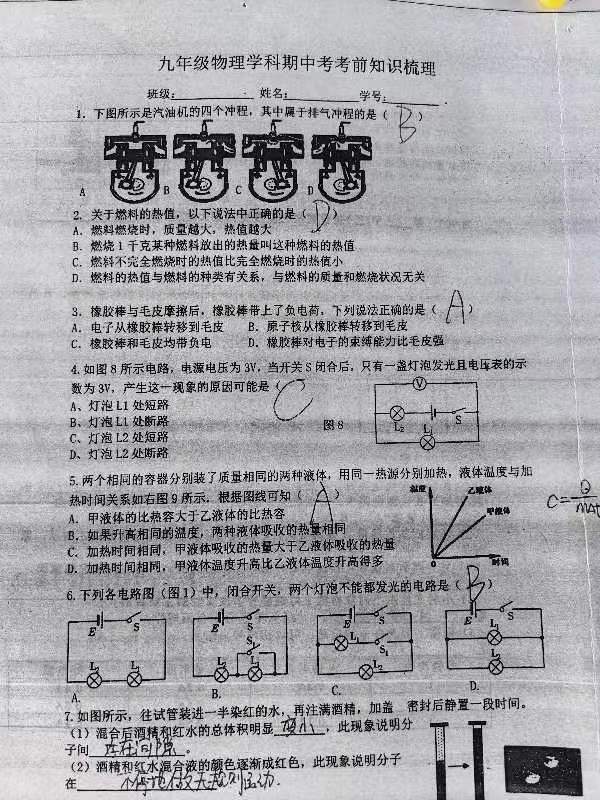 九年级物理学科期中考考前知识梳理
班级: 姓名: 学号:
1. 下图所示是汽油机的四个冲程，其中属于排气冲程的是（B）
A B C D
2. 关于燃料的热值，以下说法中正确的是（D）
A. 燃料燃烧时，质量越大，热值越大
B. 燃烧1千克某种燃料放出的热量叫这种燃料的热值
C. 燃料不完全燃烧时的热值比完全燃烧时的热值小
D. 燃料的热值与燃料的种类有关系，与燃料的质量和燃烧状况无关
3. 橡胶棒与毛皮摩擦后，橡胶棒带上了负电荷，下列说法正确的是（A）
A. 电子从橡胶棒转移到毛皮 B. 原子核从橡胶棒转移到毛皮
C. 橡胶棒和毛皮均带负电 D. 橡胶棒对电子的束缚能力比毛皮强
4. 如图8所示电路，电源电压为3V，当开关S闭合后，只有一盏灯泡发光且电压表的示
数为3V，产生这一现象的原因可能是（C
A、灯泡L1处短路
B、灯泡L1处断路
C、灯泡L2处短路
D、灯泡L2处断路
图8
V
L2 S
L1
5. 两个相同的容器分别装了质量相同的两种液体，用同一热源分别加热，液体温度与加
热时间关系如右图9所示，根据图线可知（A）
A. 甲液体的比热容大于乙液体的比热容
B. 如果升高相同的温度，两种液体吸收的热量相同
C. 加热时间相同，甲液体吸收的热量大于乙液体吸收的热量
D. 加热时间相同，甲液体温度升高比乙液体温度升高得多
温度
乙液体
甲液体
0 时间
C=Q/mΔt
6. 下列各电路图（图1）中，闭合开关，两个灯泡不能都发光的电路是（B）
E S E S E S E S
L1 L2
S1
L1 S1
L2
L1
L2
A. B. C. D.
7. 如图所示，往试管装进一半染红的水，再注满酒精，加盖 密封后静置一段时间。
（1）混合后酒精和红水的总体积明显变小，此现象说明分
子间存在间隙。
（2）酒精和红水混合液的颜色逐渐成红色，此现象说明分子
在不停地做无规则运动.